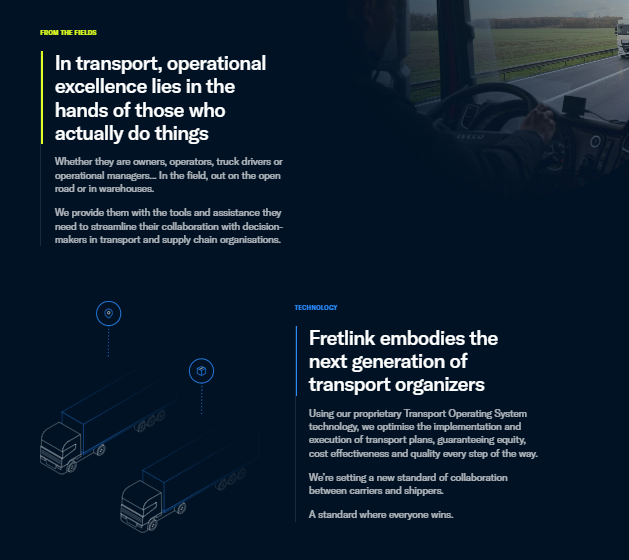 FROM THE FIELDS
In transport, operational
excellence lies in the
hands of those who
actually do things
Whether they are owners, operators, truck drivers or
operational managers... In the field, out on the open
road or in warehouses.
We provide them with the tools and assistance they
need to streamline their collaboration with decision-
makers in transport and supply chain organisations.
IVECO
TECHNOLOGY
Fretlink embodies the
next generation of
transport organizers
Using our proprietary Transport Operating System
technology, we optimise the implementation and
execution of transport plans, guaranteeing equity,
cost effectiveness and quality every step of the way.
We're setting a new standard of collaboration
between carriers and shippers.
A standard where everyone wins.